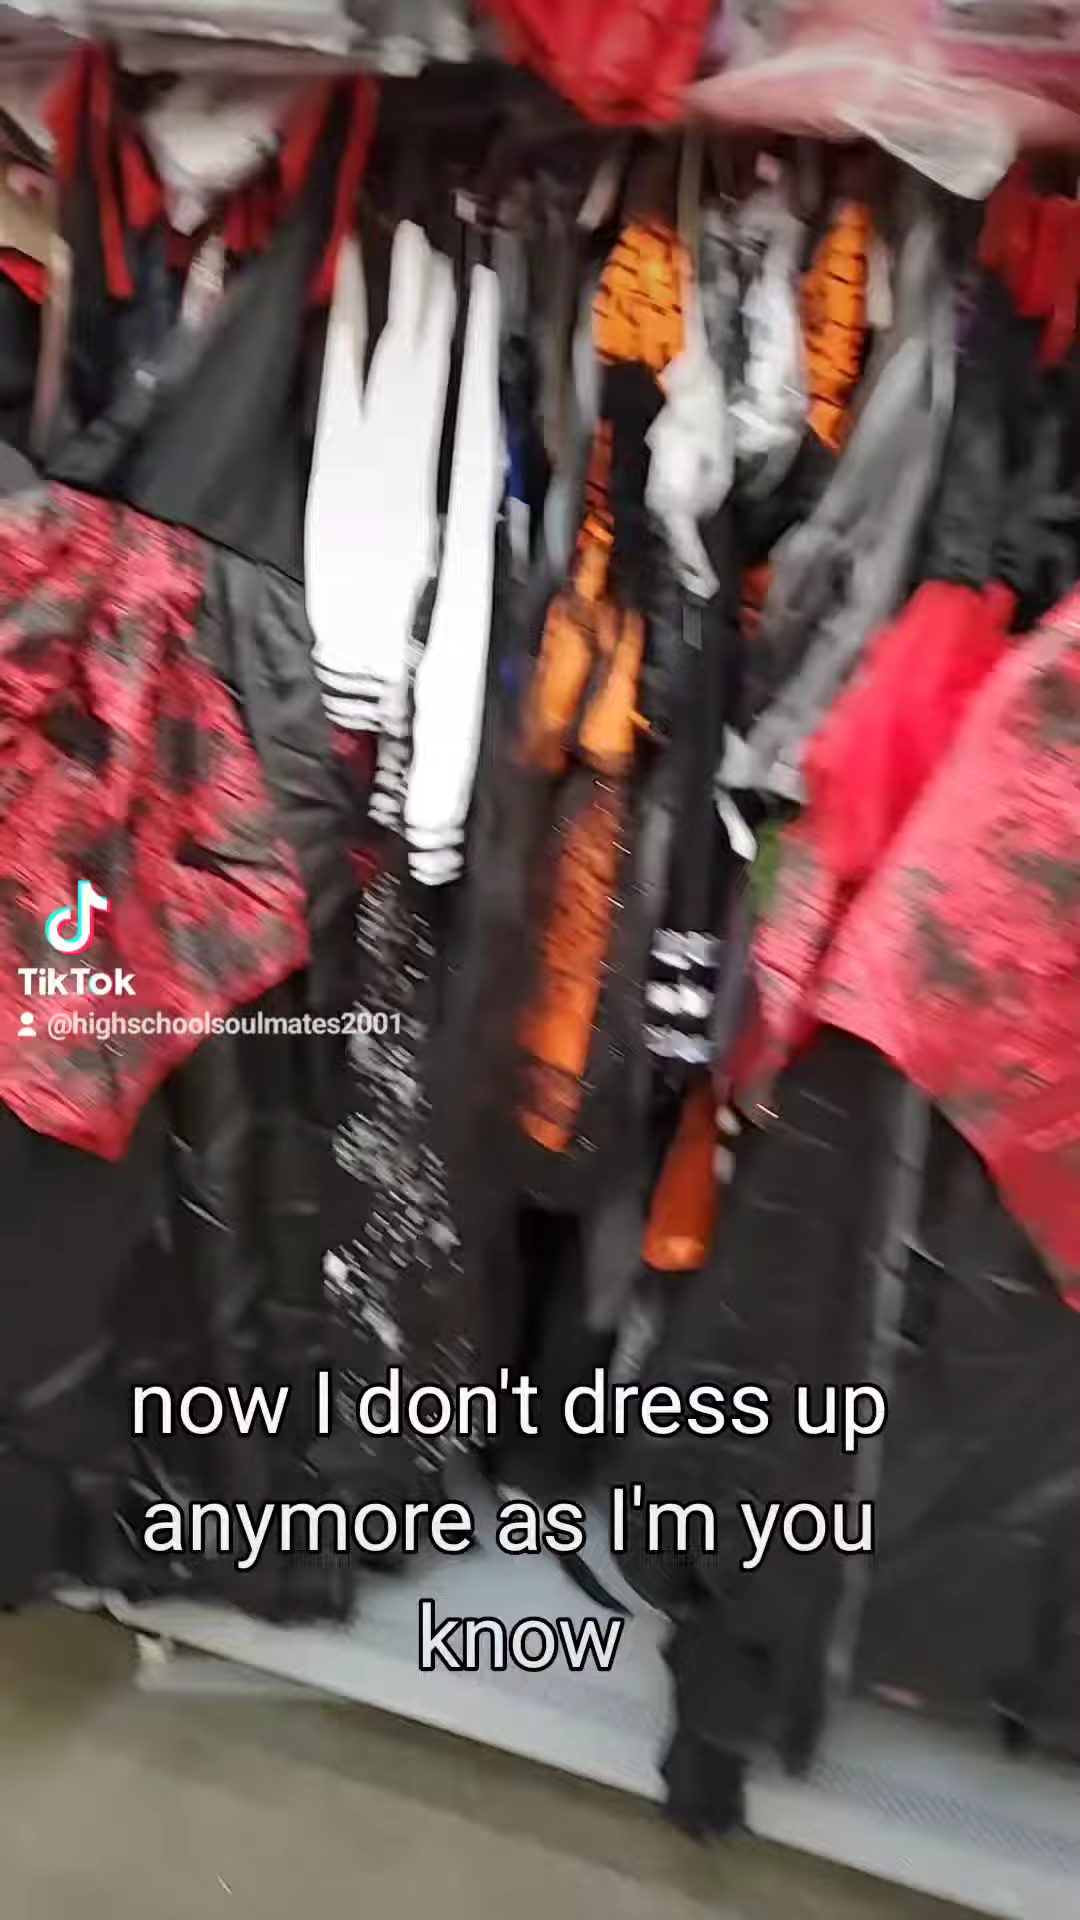 TikTok
@highschoolsoulmates2001
now I don't dress up
anymore as I'm you
know